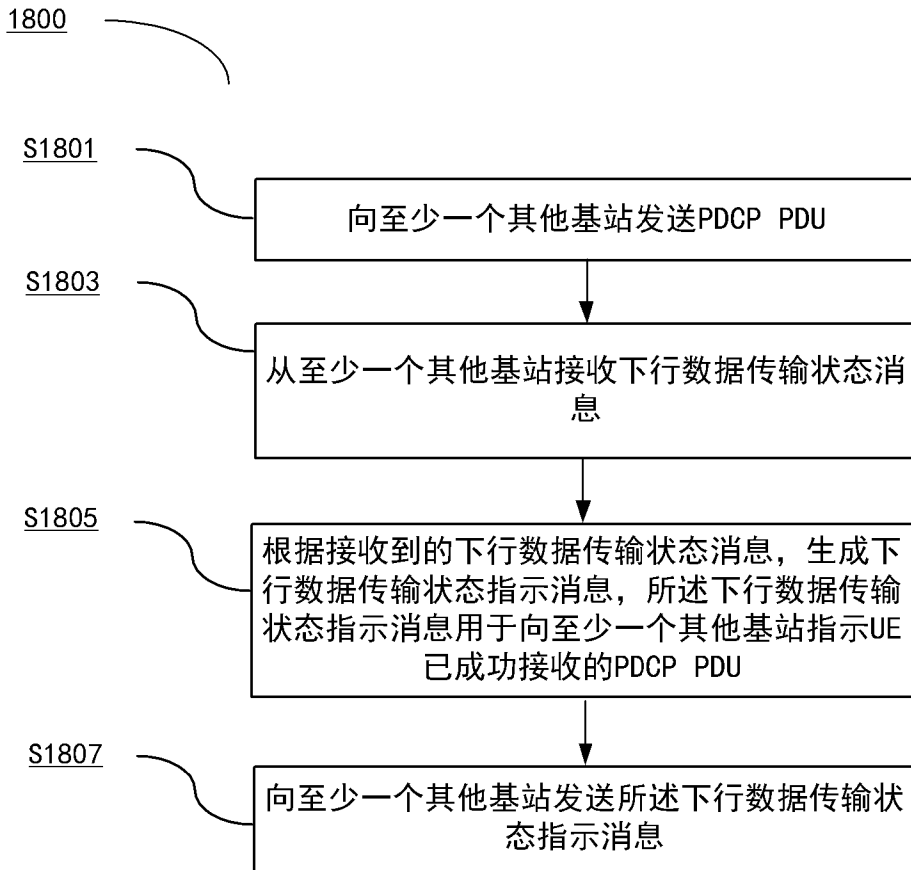 1800
S1801
向至少一个其他基站发送PDCP PDU
S1803
从至少一个其他基站接收下行数据传输状态消
息
S1805
根据接收到的下行数据传输状态消息，生成下
行数据传输状态指示消息，所述下行数据传输
状态指示消息用于向至少一个其他基站指示UE
已成功接收的PDCP PDU
S1807
向至少一个其他基站发送所述下行数据传输状
态指示消息